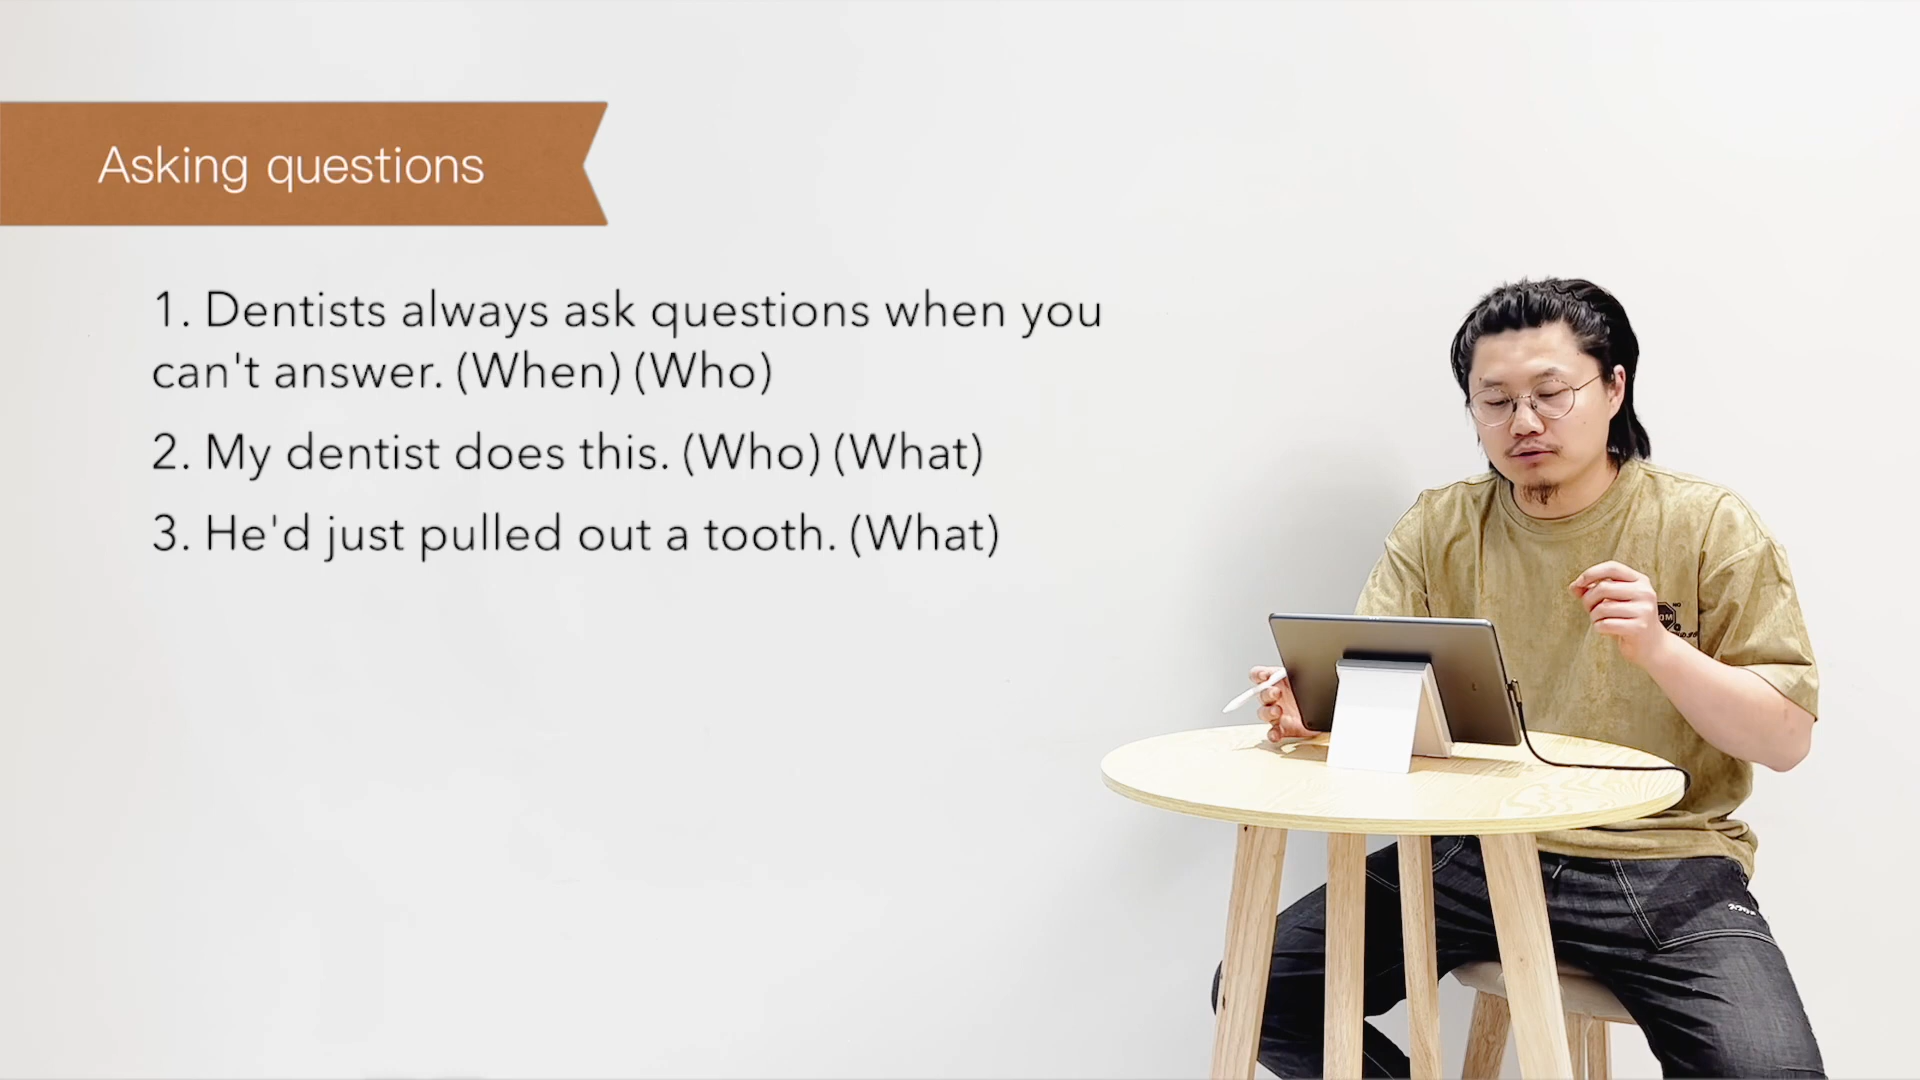 Asking questions
1. Dentists always ask questions when you
can't answer. (When) (Who)
2. My dentist does this. (Who) (What)
3. He'd just pulled out a tooth. (What)